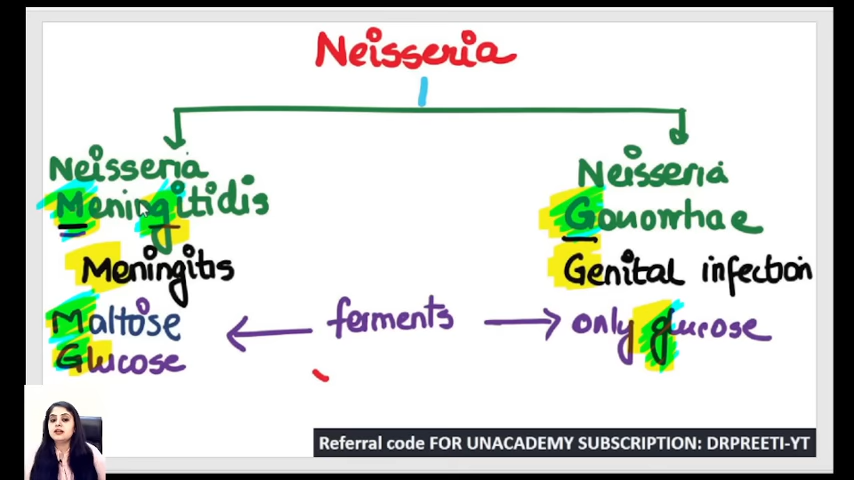 Neisseria
Neisseria
Meningitidis
Meningitis
Maltose
Glucose
ferments
Neisseria
Gonorrhae
Genital infection
only glucose
Referral code FOR UNACADEMY SUBSCRIPTION: DRPREETI-YT